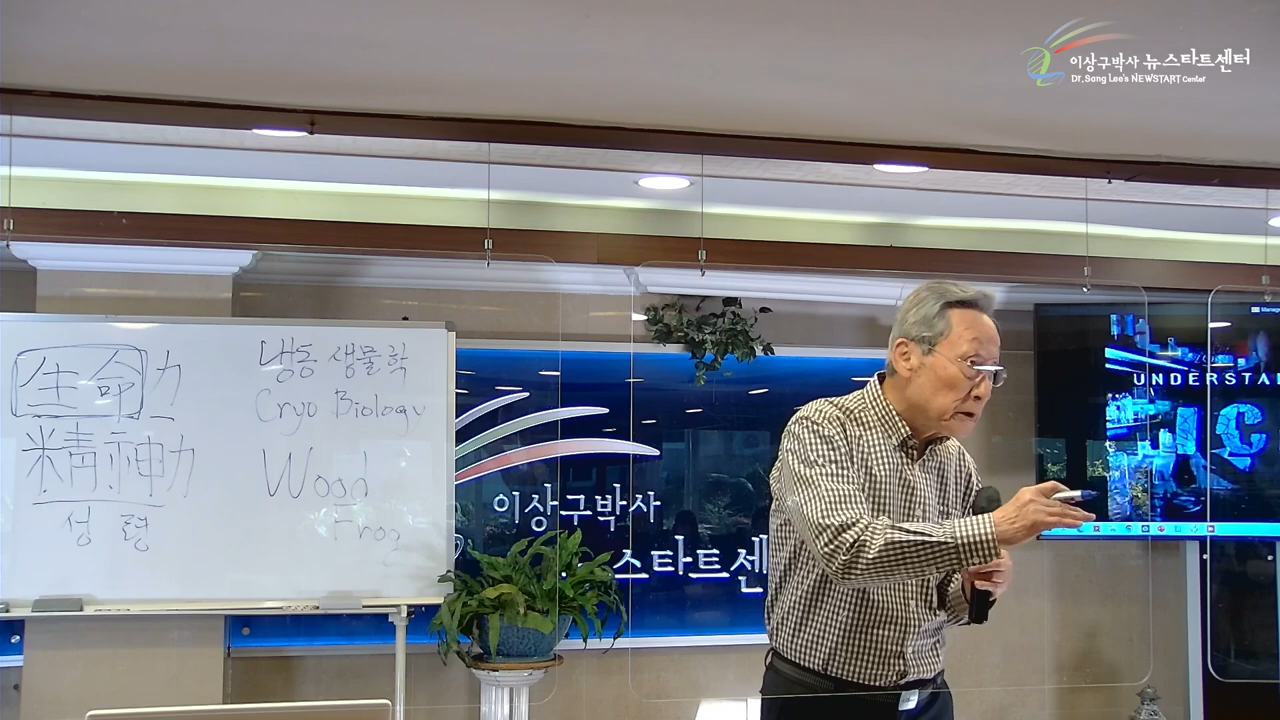 이상구박사 뉴스타트센터
Dr. Sang Lee's NEWSTART Center
生命力
精神力
성령
냉동 생물학
Cryo Biology
Wood
Frog
이상구박사
스타트센
UNDERSTA
IC